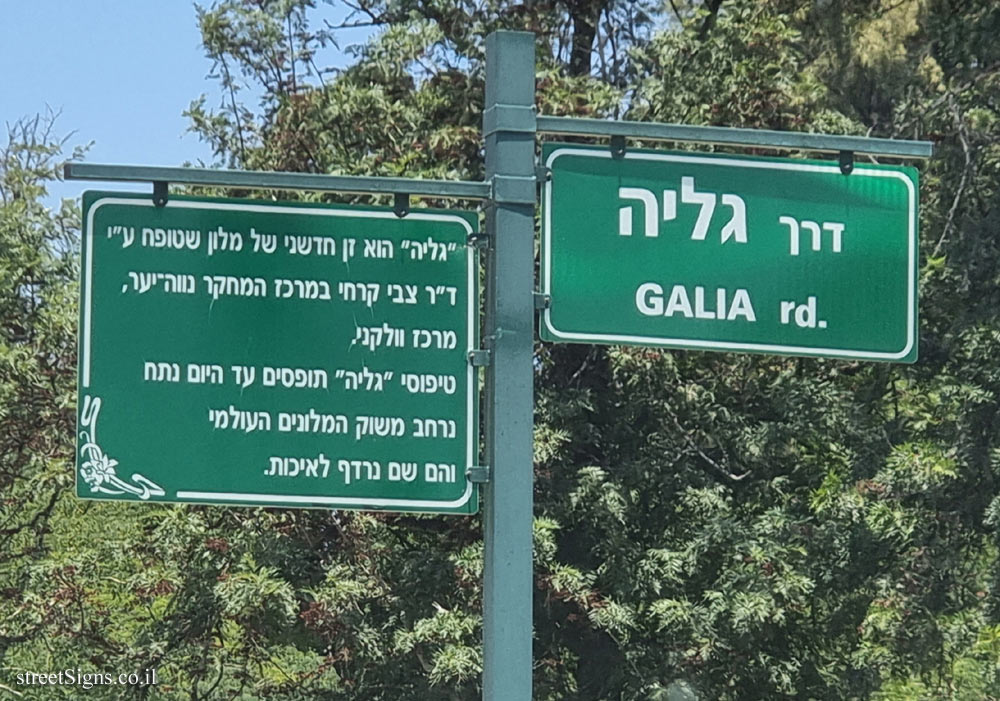 דרך גליה
GALIA rd.
"גליה" הוא זן חדשני של מלון שטופח ע"י
ד"ר צבי קרחי במרכז המחקר נווה־יער,
מרכז וולקני.
טיפוסי "גליה" תופסים עד היום נתח
נרחב משוק המלונים העולמי
והם שם נרדף לאיכות.
streetSigns.co.il